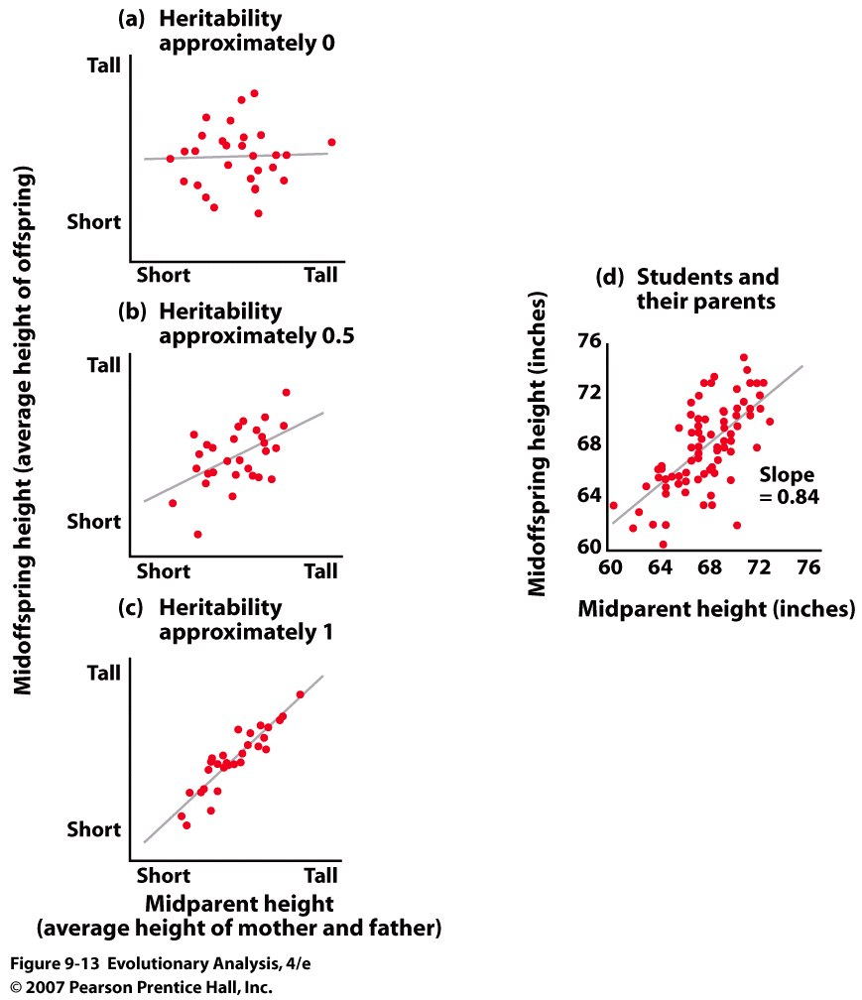 (a) Heritability
approximately 0
Tall
Short
Short Tall
(b) Heritability
approximately 0.5
Tall
Short
Short Tall
(c) Heritability
approximately 1
Tall
Short
Short Tall
Midparent height
(average height of mother and father)
Midoffspring height (average height of offspring)
(d) Students and
their parents
76
72
68
64
60
60 64 68 72 76
Slope
= 0.84
Midoffspring height (inches)
Midparent height (inches)
Figure 9-13 Evolutionary Analysis, 4/e
© 2007 Pearson Prentice Hall, Inc.